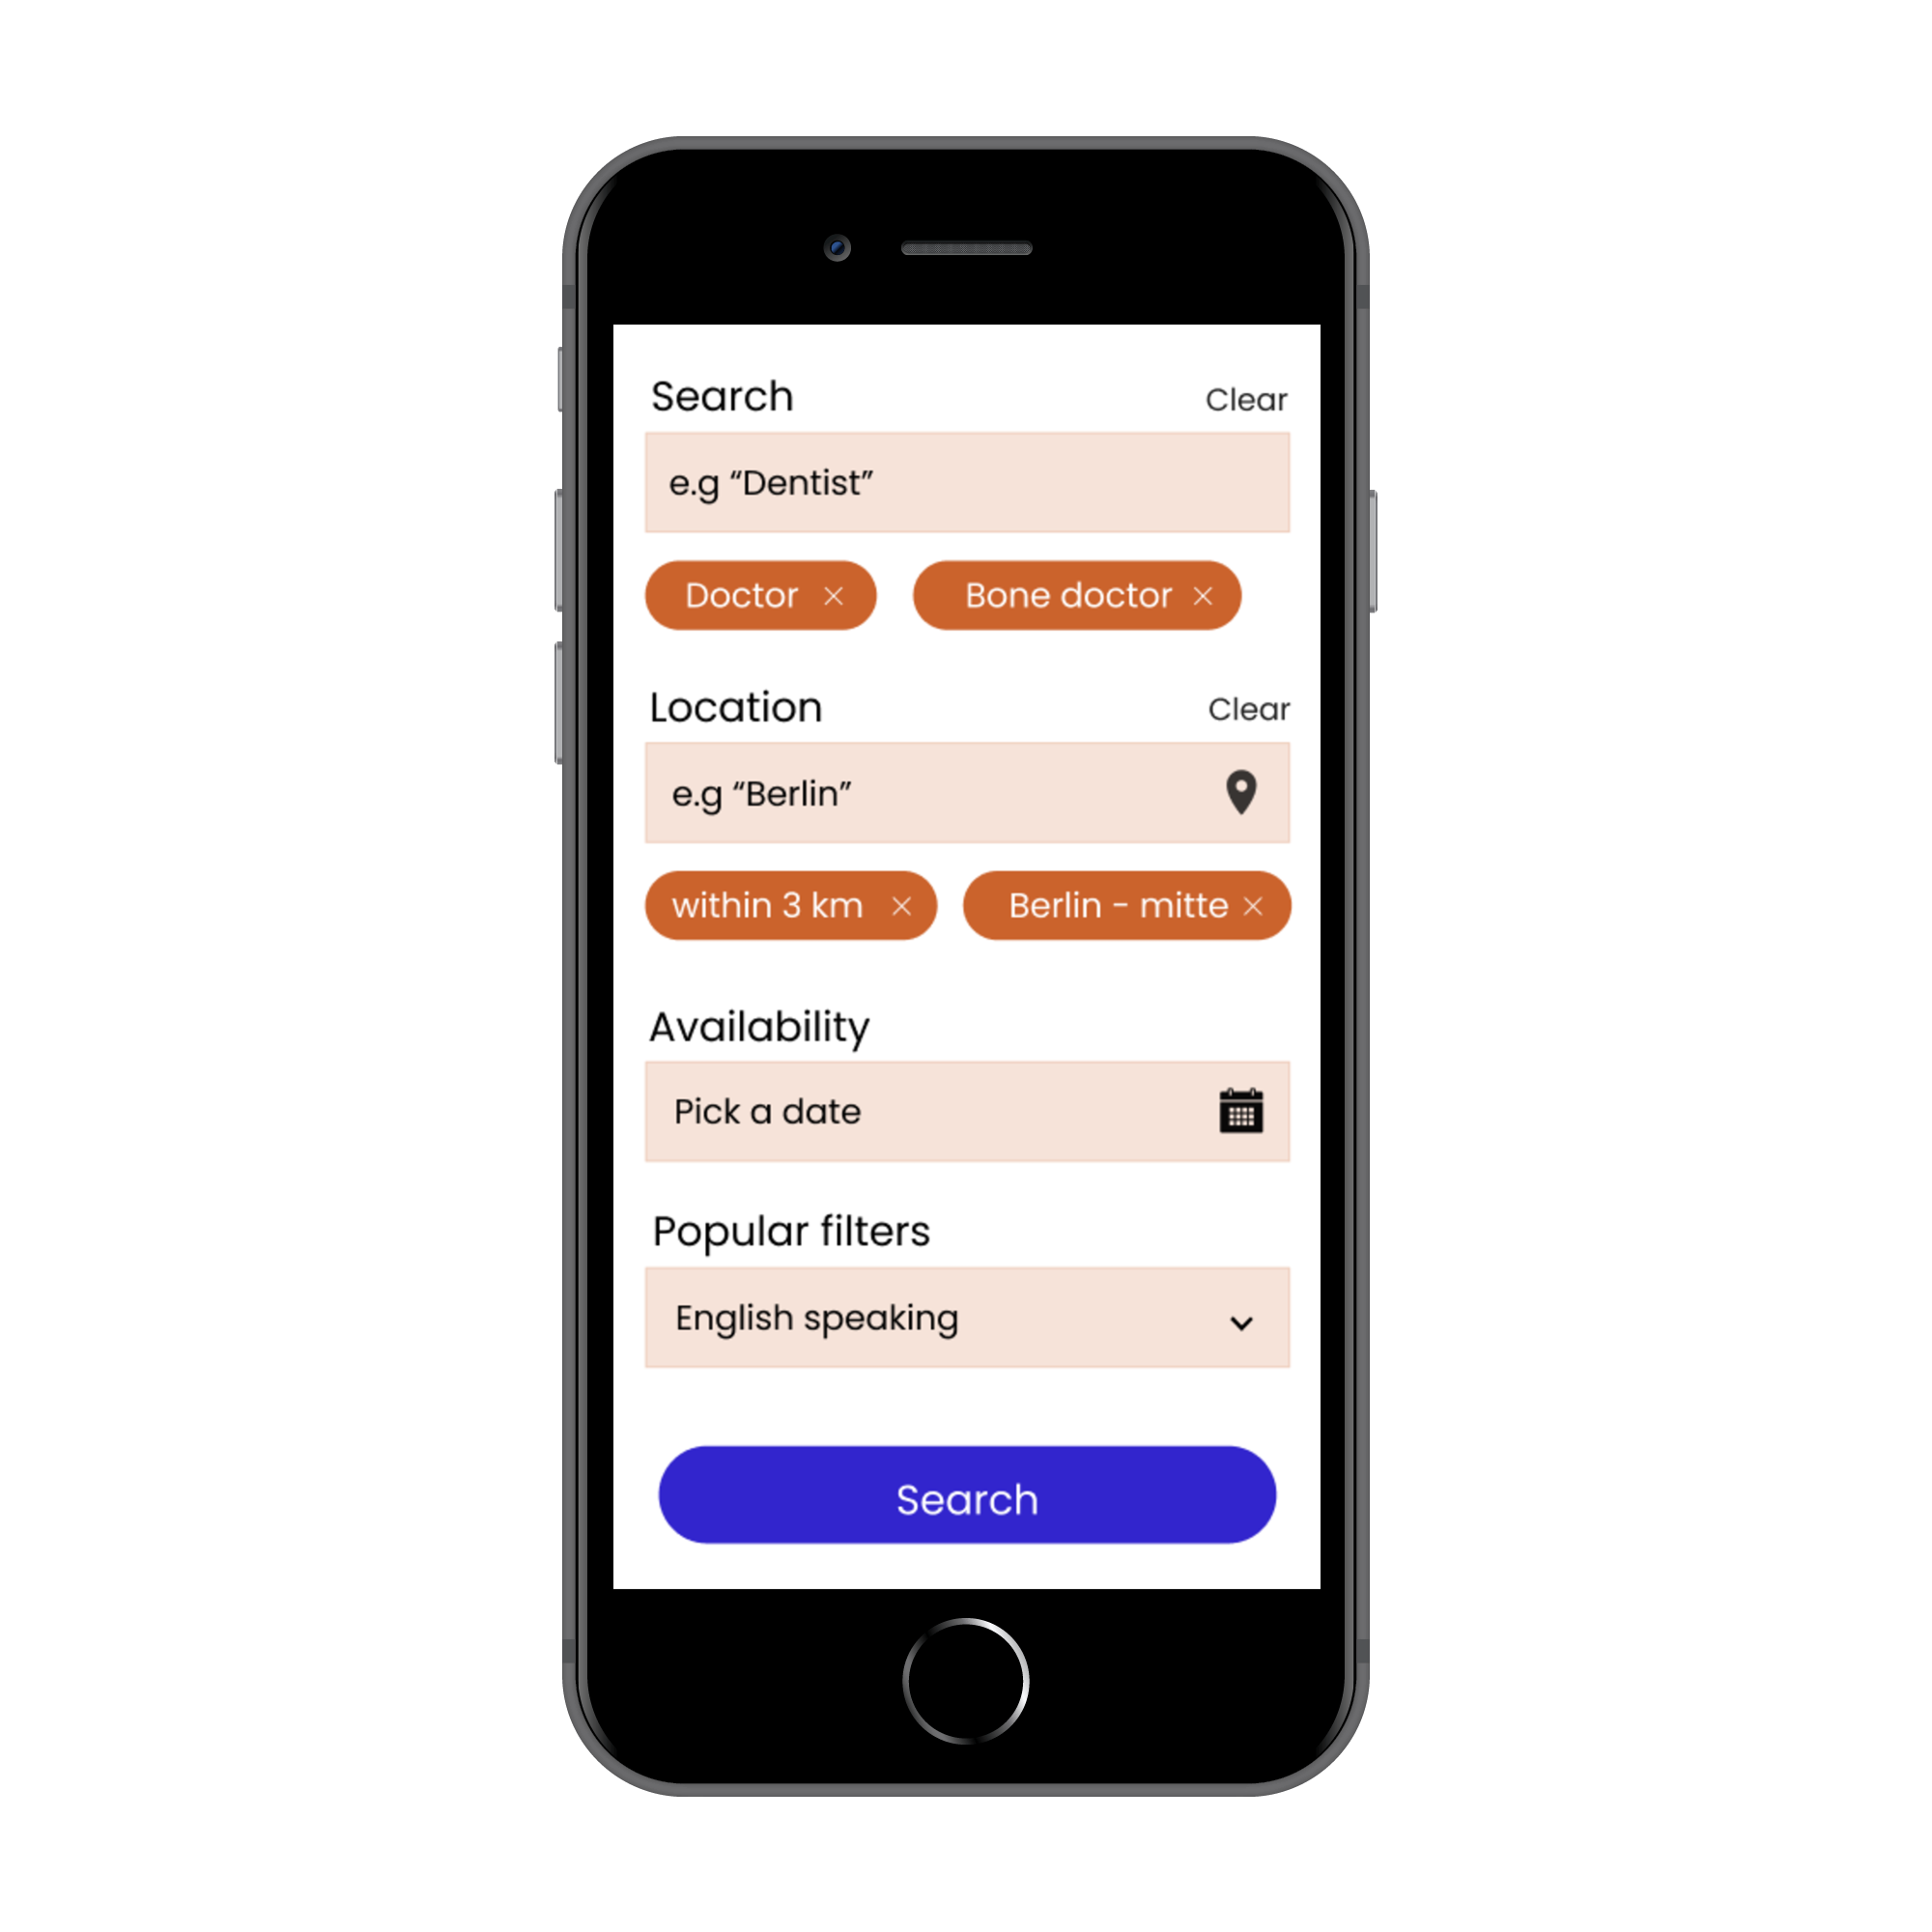 Search Clear
e.g “Dentist”
Doctor × Bone doctor ×
Location Clear
e.g “Berlin”
within 3 km × Berlin - mitte ×
Availability
Pick a date
Popular filters
English speaking
Search